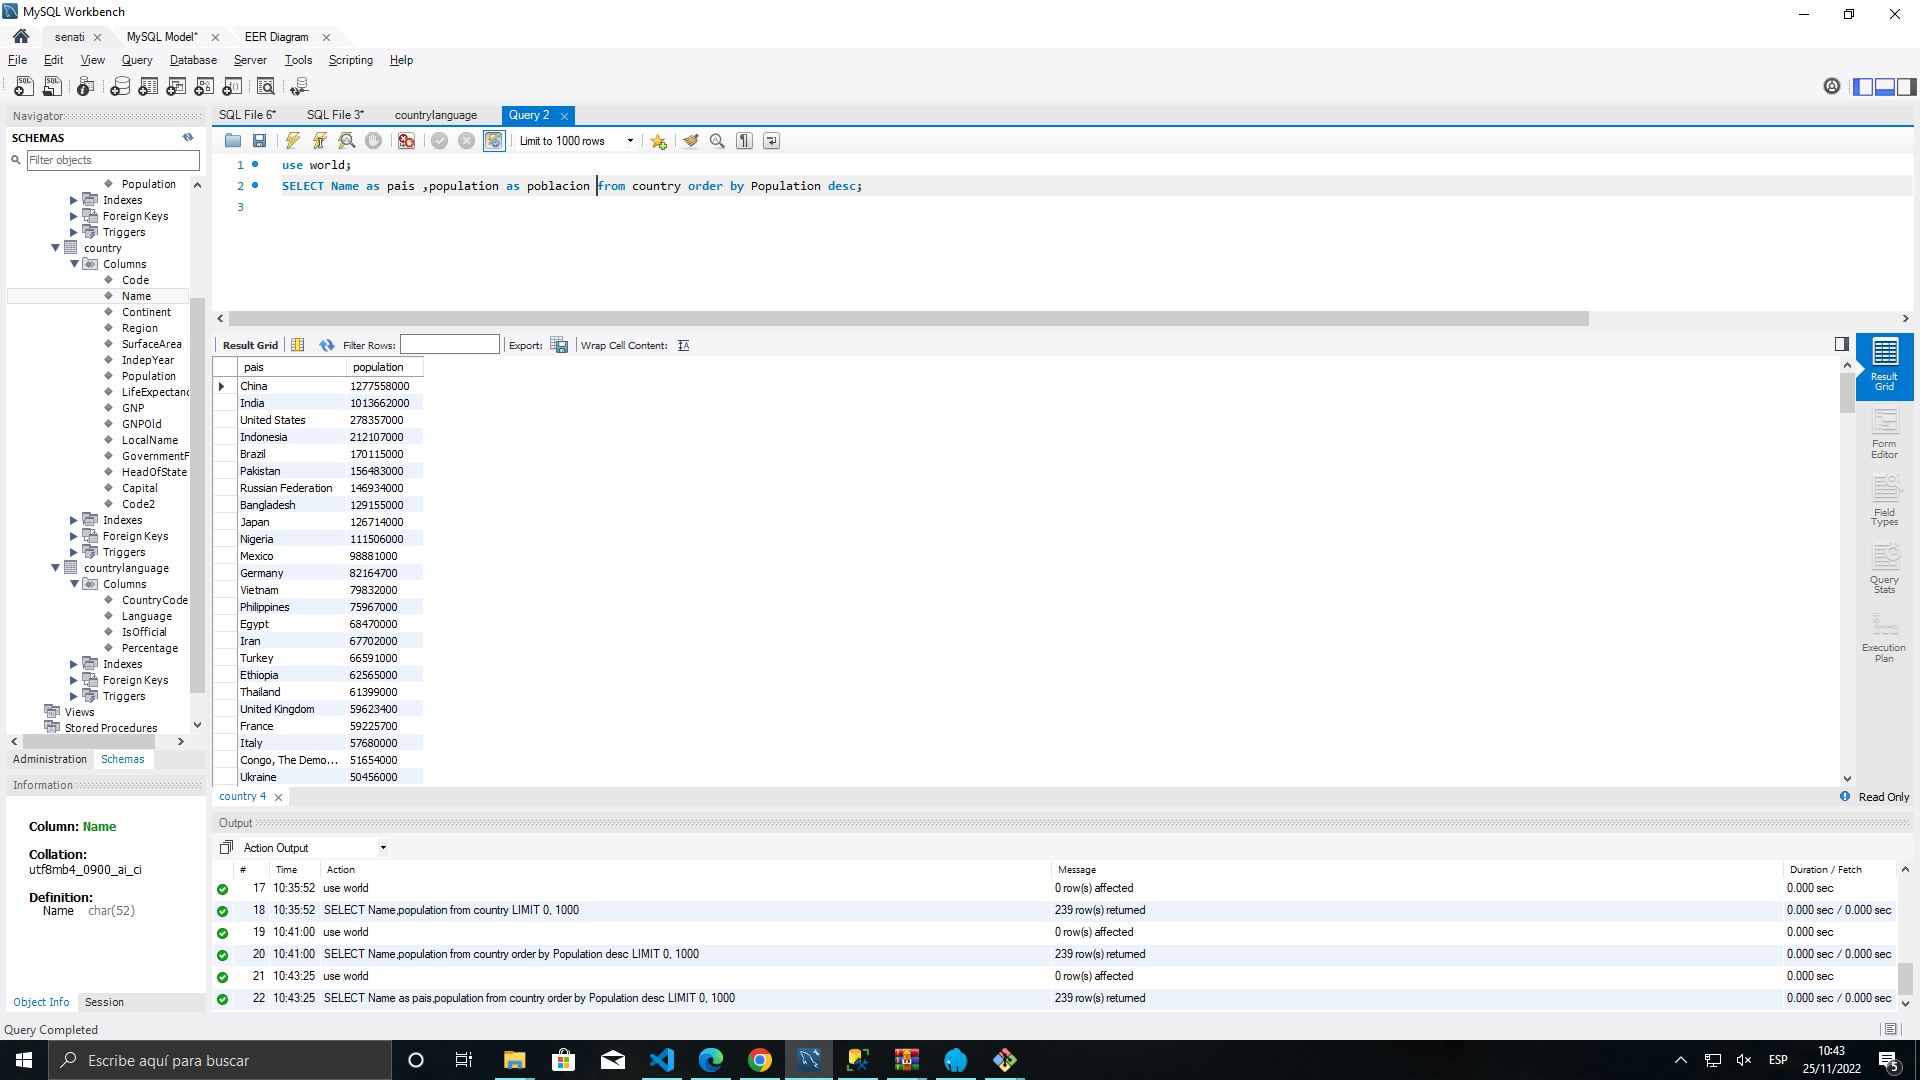 MySQL Workbench
senati
MySQL Model*
EER Diagram
File Edit View Query Database Server Tools Scripting Help
Navigator
SCHEMAS
Filter objects
Population
Indexes
Foreign Keys
Triggers
country
Columns
Code
Name
Continent
Region
SurfaceArea
IndepYear
Population
LifeExpectanc
GNP
GNPOld
LocalName
GovernmentF
HeadOfState
Capital
Code2
Indexes
Foreign Keys
Triggers
countrylanguage
Columns
CountryCode
Language
IsOfficial
Percentage
Indexes
Foreign Keys
Triggers
Views
Stored Procedures
Administration Schemas
Information
Column: Name
Collation:
utf8mb4_0900_ai_ci
Definition:
Name char(52)
Object Info Session
SQL File 6* SQL File 3* countrylanguage Query 2
Limit to 1000 rows
1 use world;
2 SELECT Name as pais ,population as poblacion from country order by Population desc;
3
Result Grid Filter Rows: Export: Wrap Cell Content:
pais population
China 1277558000
India 1013662000
United States 278357000
Indonesia 212107000
Brazil 170115000
Pakistan 156483000
Russian Federation 146934000
Bangladesh 129155000
Japan 126714000
Nigeria 111506000
Mexico 98881000
Germany 82164700
Vietnam 79832000
Philippines 75967000
Egypt 68470000
Iran 67702000
Turkey 66591000
Ethiopia 62565000
Thailand 61399000
United Kingdom 59623400
France 59225700
Italy 57680000
Congo, The Demo... 51654000
Ukraine 50456000
Result
Grid
Form
Editor
Field
Types
Query
Stats
Execution
Plan
country 4
Read Only
Output
Action Output
# Time Action Message Duration / Fetch
17 10:35:52 use world 0 row(s) affected 0.000 sec
18 10:35:52 SELECT Name,population from country LIMIT 0, 1000 239 row(s) returned 0.000 sec / 0.000 sec
19 10:41:00 use world 0 row(s) affected 0.000 sec
20 10:41:00 SELECT Name,population from country order by Population desc LIMIT 0, 1000 239 row(s) returned 0.000 sec / 0.000 sec
21 10:43:25 use world 0 row(s) affected 0.000 sec
22 10:43:25 SELECT Name as pais,population from country order by Population desc LIMIT 0, 1000 239 row(s) returned 0.000 sec / 0.000 sec
Query Completed
Escribe aquí para buscar
ESP
10:43
25/11/2022
5